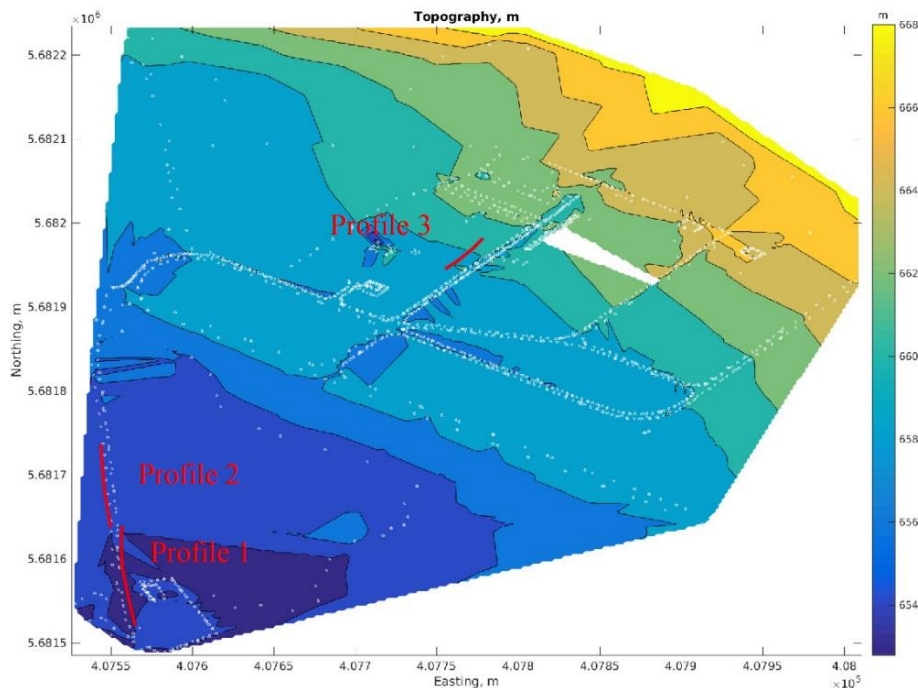 Topography, m
×10⁶
m
668
5.6822
666
5.6821
664
5.682
Profile 3
662
5.6819
Northing, m
660
5.6818
658
5.6817
Profile 2
656
5.6816
Profile 1
654
5.6815
4.0755 4.076 4.0765 4.077 4.0775 4.078 4.0785 4.079 4.0795 4.08
Easting, m
×10⁵